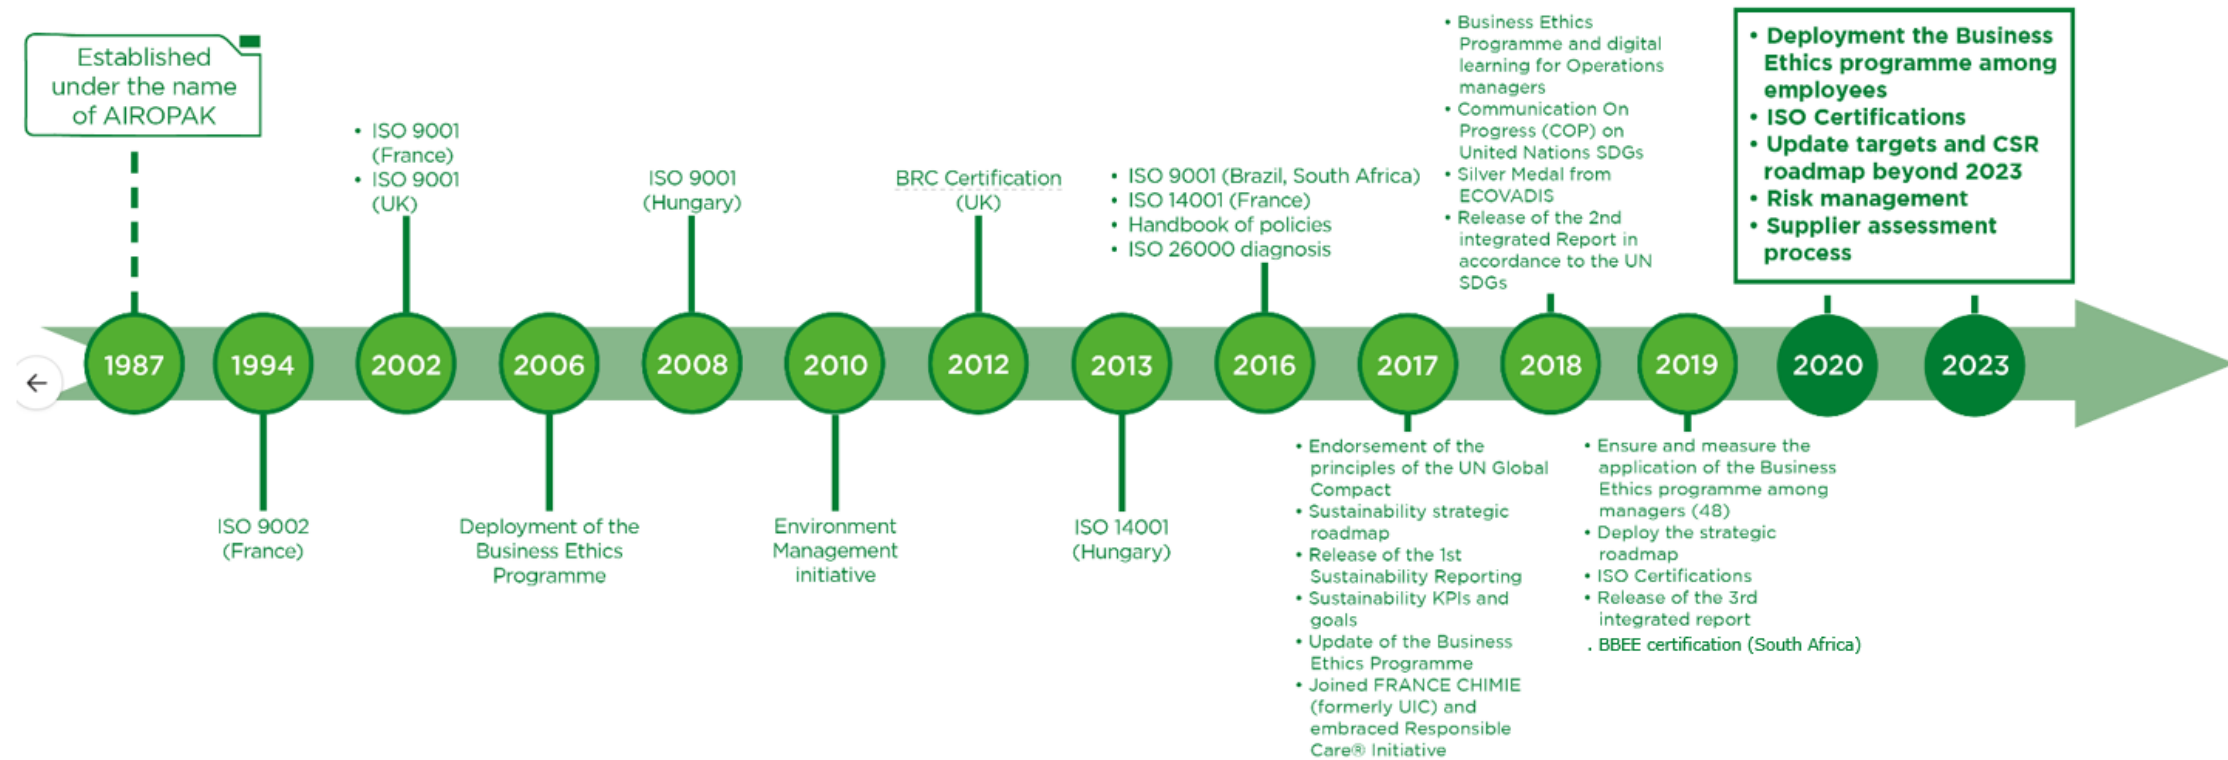 Established
under the name
of AIROPAK
• ISO 9001
(France)
• ISO 9001
(UK)
ISO 9001
(Hungary)
BRC Certification
(UK)
• ISO 9001 (Brazil, South Africa)
• ISO 14001 (France)
• Handbook of policies
• ISO 26000 diagnosis
• Business Ethics
Programme and digital
learning for Operations
managers
• Communication On
Progress (COP) on
United Nations SDGs
• Silver Medal from
ECOVADIS
• Release of the 2nd
integrated Report in
accordance to the UN
SDGs
• Deployment the Business
Ethics programme among
employees
• ISO Certifications
• Update targets and CSR
roadmap beyond 2023
• Risk management
• Supplier assessment
process
1987
1994
2002
2006
2008
2010
2012
2013
2016
2017
2018
2019
2020
2023
ISO 9002
(France)
Deployment of the
Business Ethics
Programme
Environment
Management
initiative
ISO 14001
(Hungary)
• Endorsement of the
principles of the UN Global
Compact
• Sustainability strategic
roadmap
• Release of the 1st
Sustainability Reporting
• Sustainability KPIs and
goals
• Update of the Business
Ethics Programme
• Joined FRANCE CHIMIE
(formerly UIC) and
embraced Responsible
Care® Initiative
• Ensure and measure the
application of the Business
Ethics programme among
managers (48)
• Deploy the strategic
roadmap
• ISO Certifications
• Release of the 3rd
integrated report
. BBEE certification (South Africa)